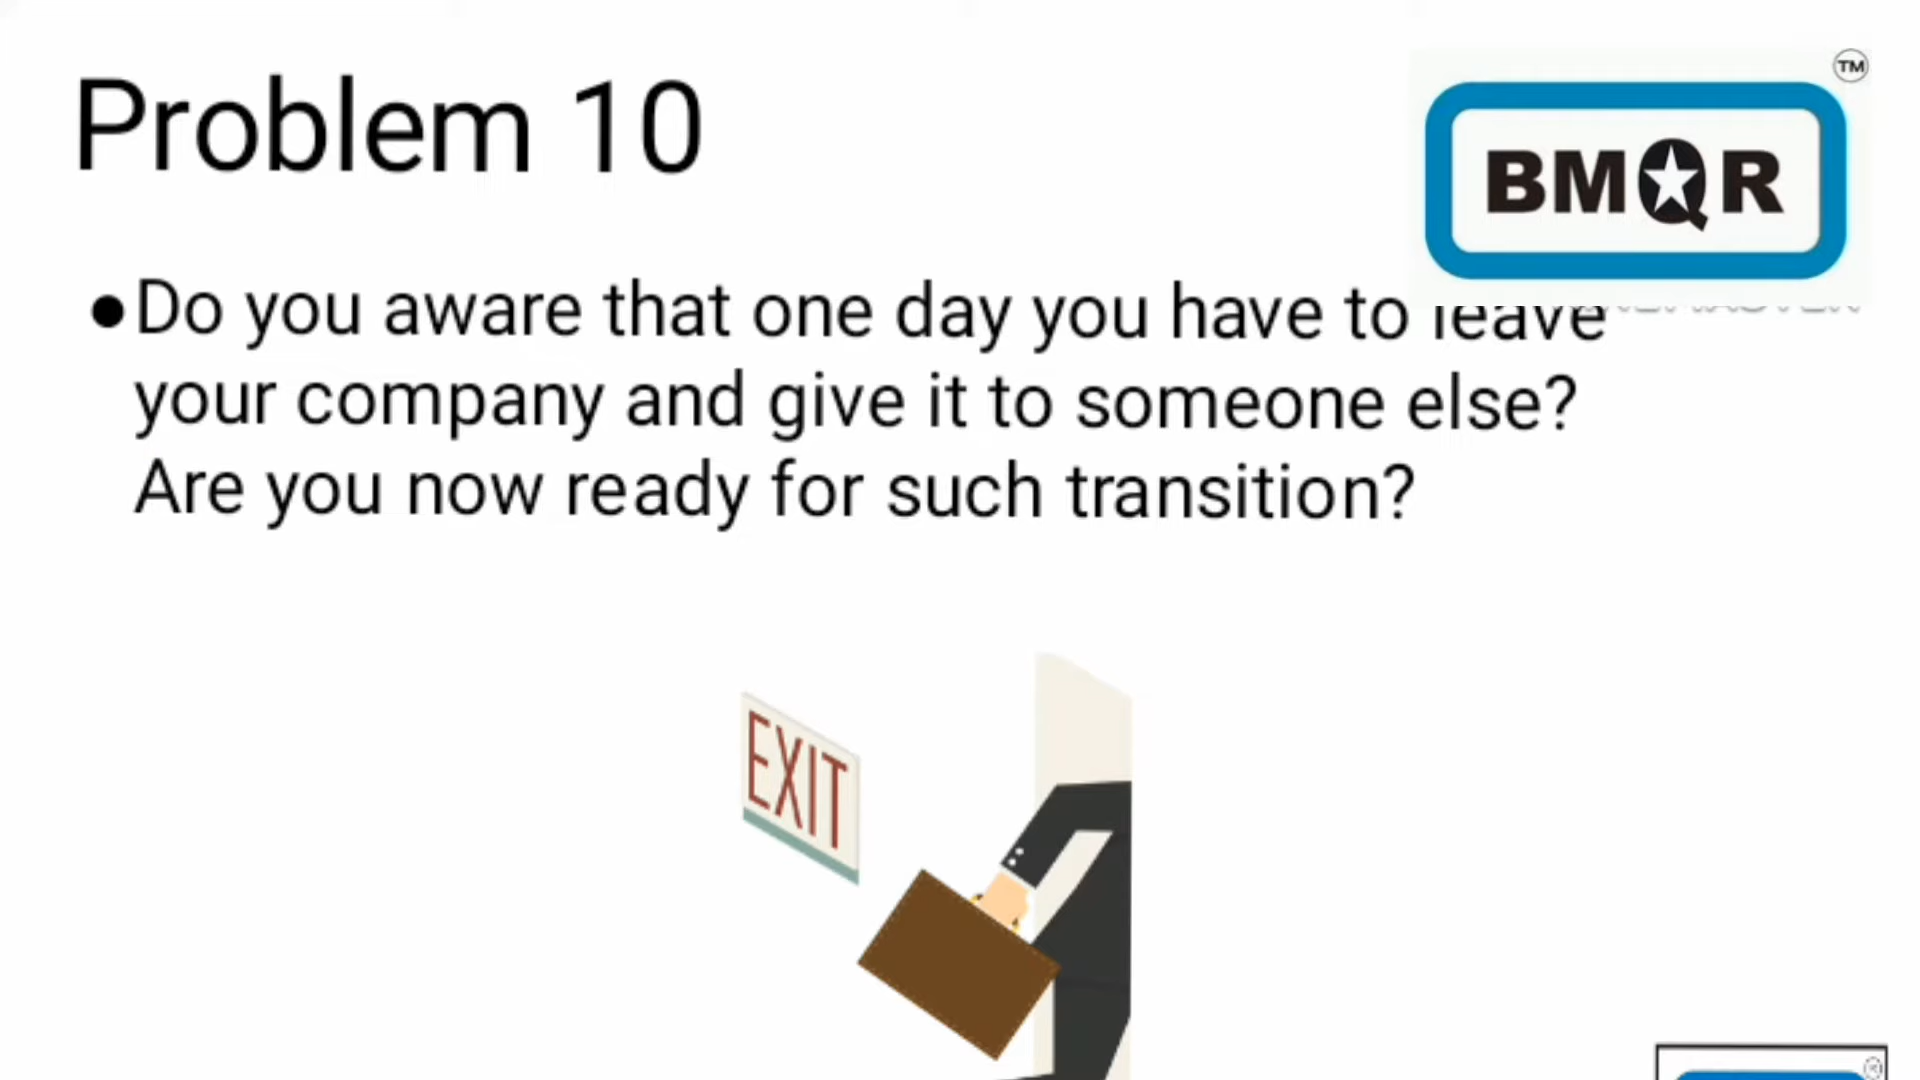 Problem 10
TM
BMQR
●Do you aware that one day you have to leave
your company and give it to someone else?
Are you now ready for such transition?
EXIT
®